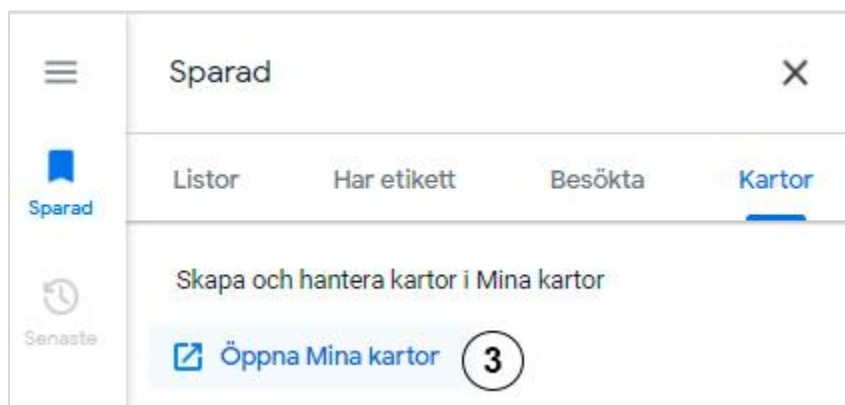 Sparad
Sparad
Listor Har etikett Besökta Kartor
Skapa och hantera kartor i Mina kartor
Senaste
Öppna Mina kartor 3